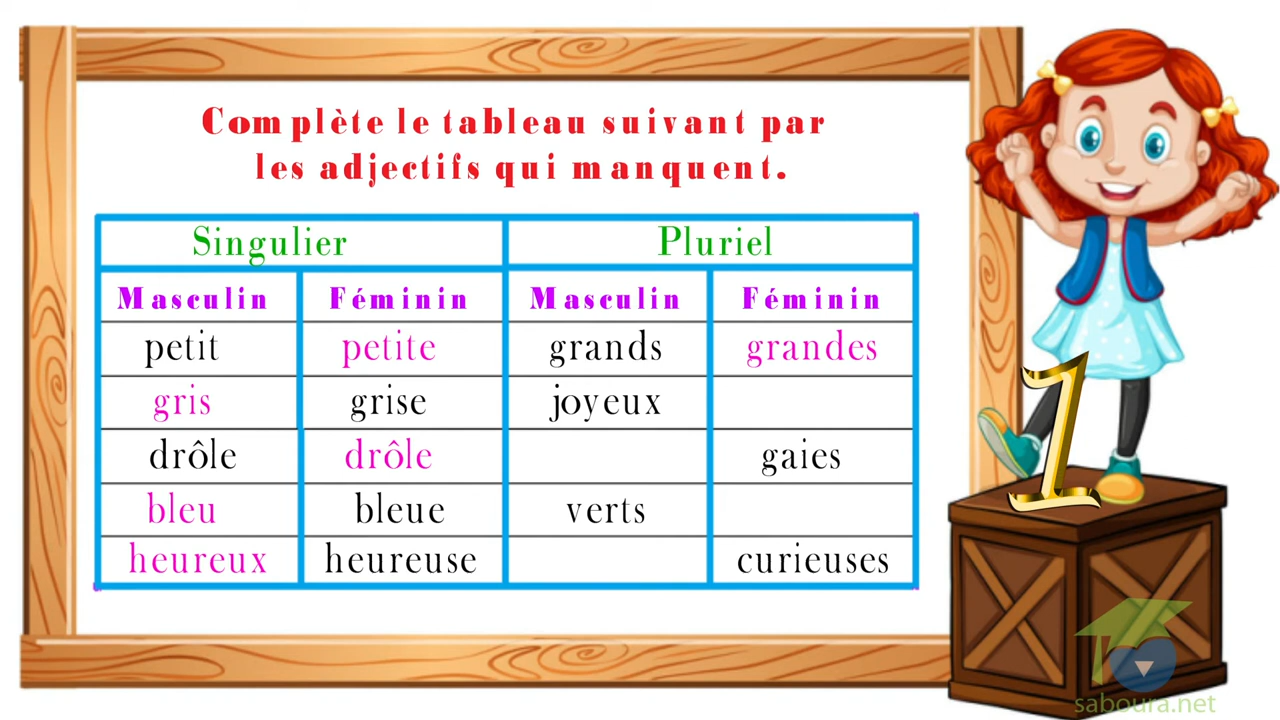 Complète le tableau suivant par
les adjectifs qui manquent.
Singulier Pluriel
Masculin Féminin Masculin Féminin
petit petite grands grandes
gris grise joyeux
drôle drôle gaies
bleu bleue verts
heureux heureuse curieuses
1
saboura.net